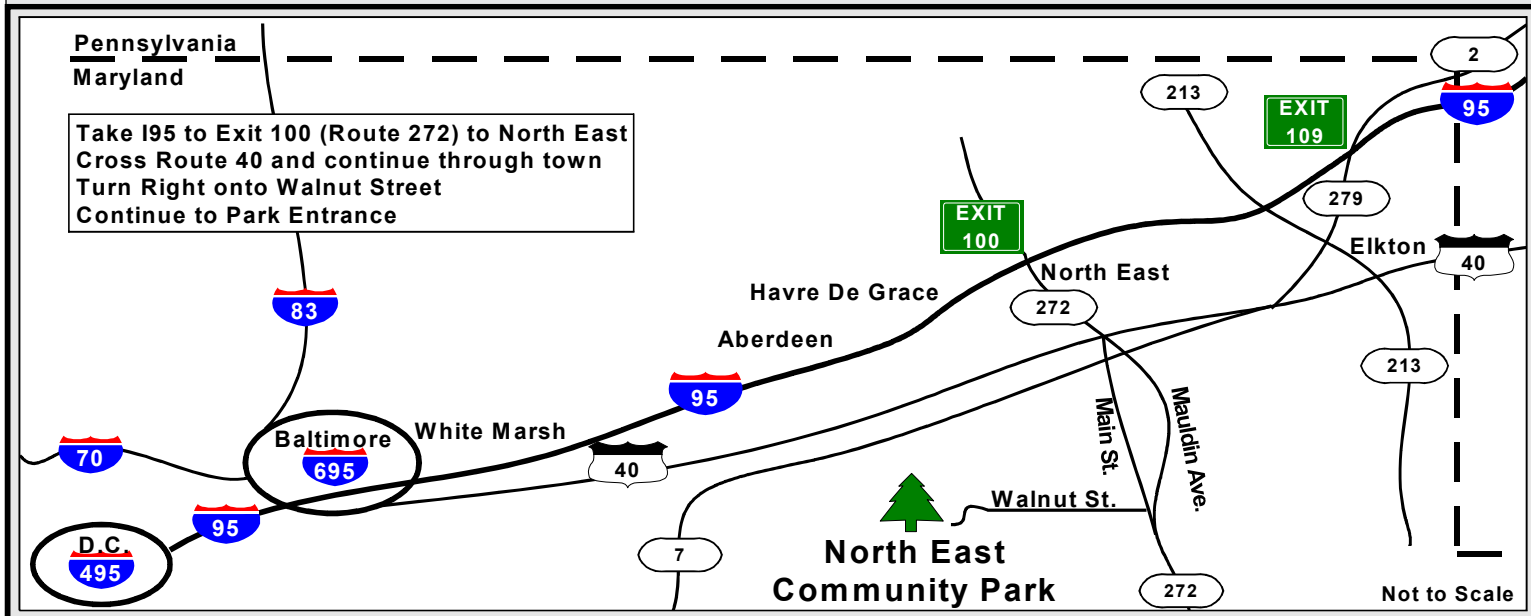 Pennsylvania
Maryland
Take I95 to Exit 100 (Route 272) to North East
Cross Route 40 and continue through town
Turn Right onto Walnut Street
Continue to Park Entrance
2
95
213
EXIT
109
279
EXIT
100
Elkton
40
North East
272
Havre De Grace
83
Aberdeen
213
95
Main St.
Mauldin Ave.
White Marsh
Baltimore
695
70
40
Walnut St.
95
D.C.
495
7
North East
Community Park
272
Not to Scale